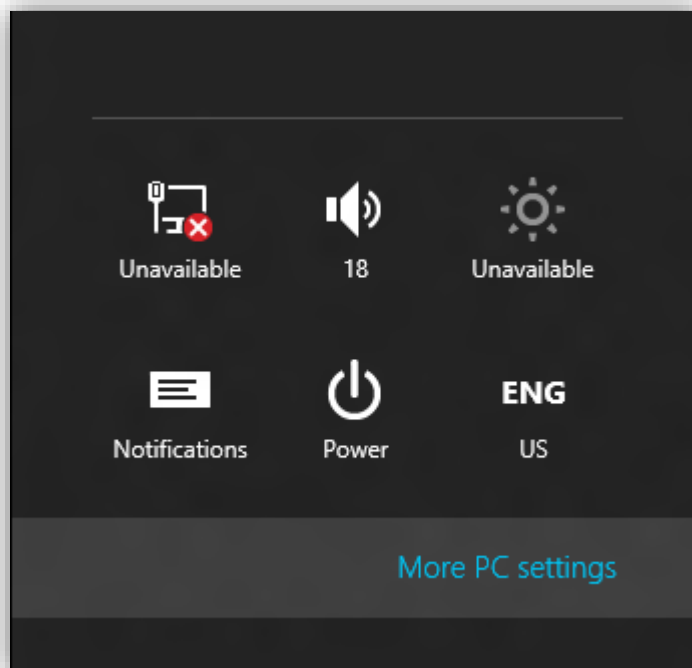 Unavailable
18
Unavailable
Notifications
Power
ENG
US
More PC settings